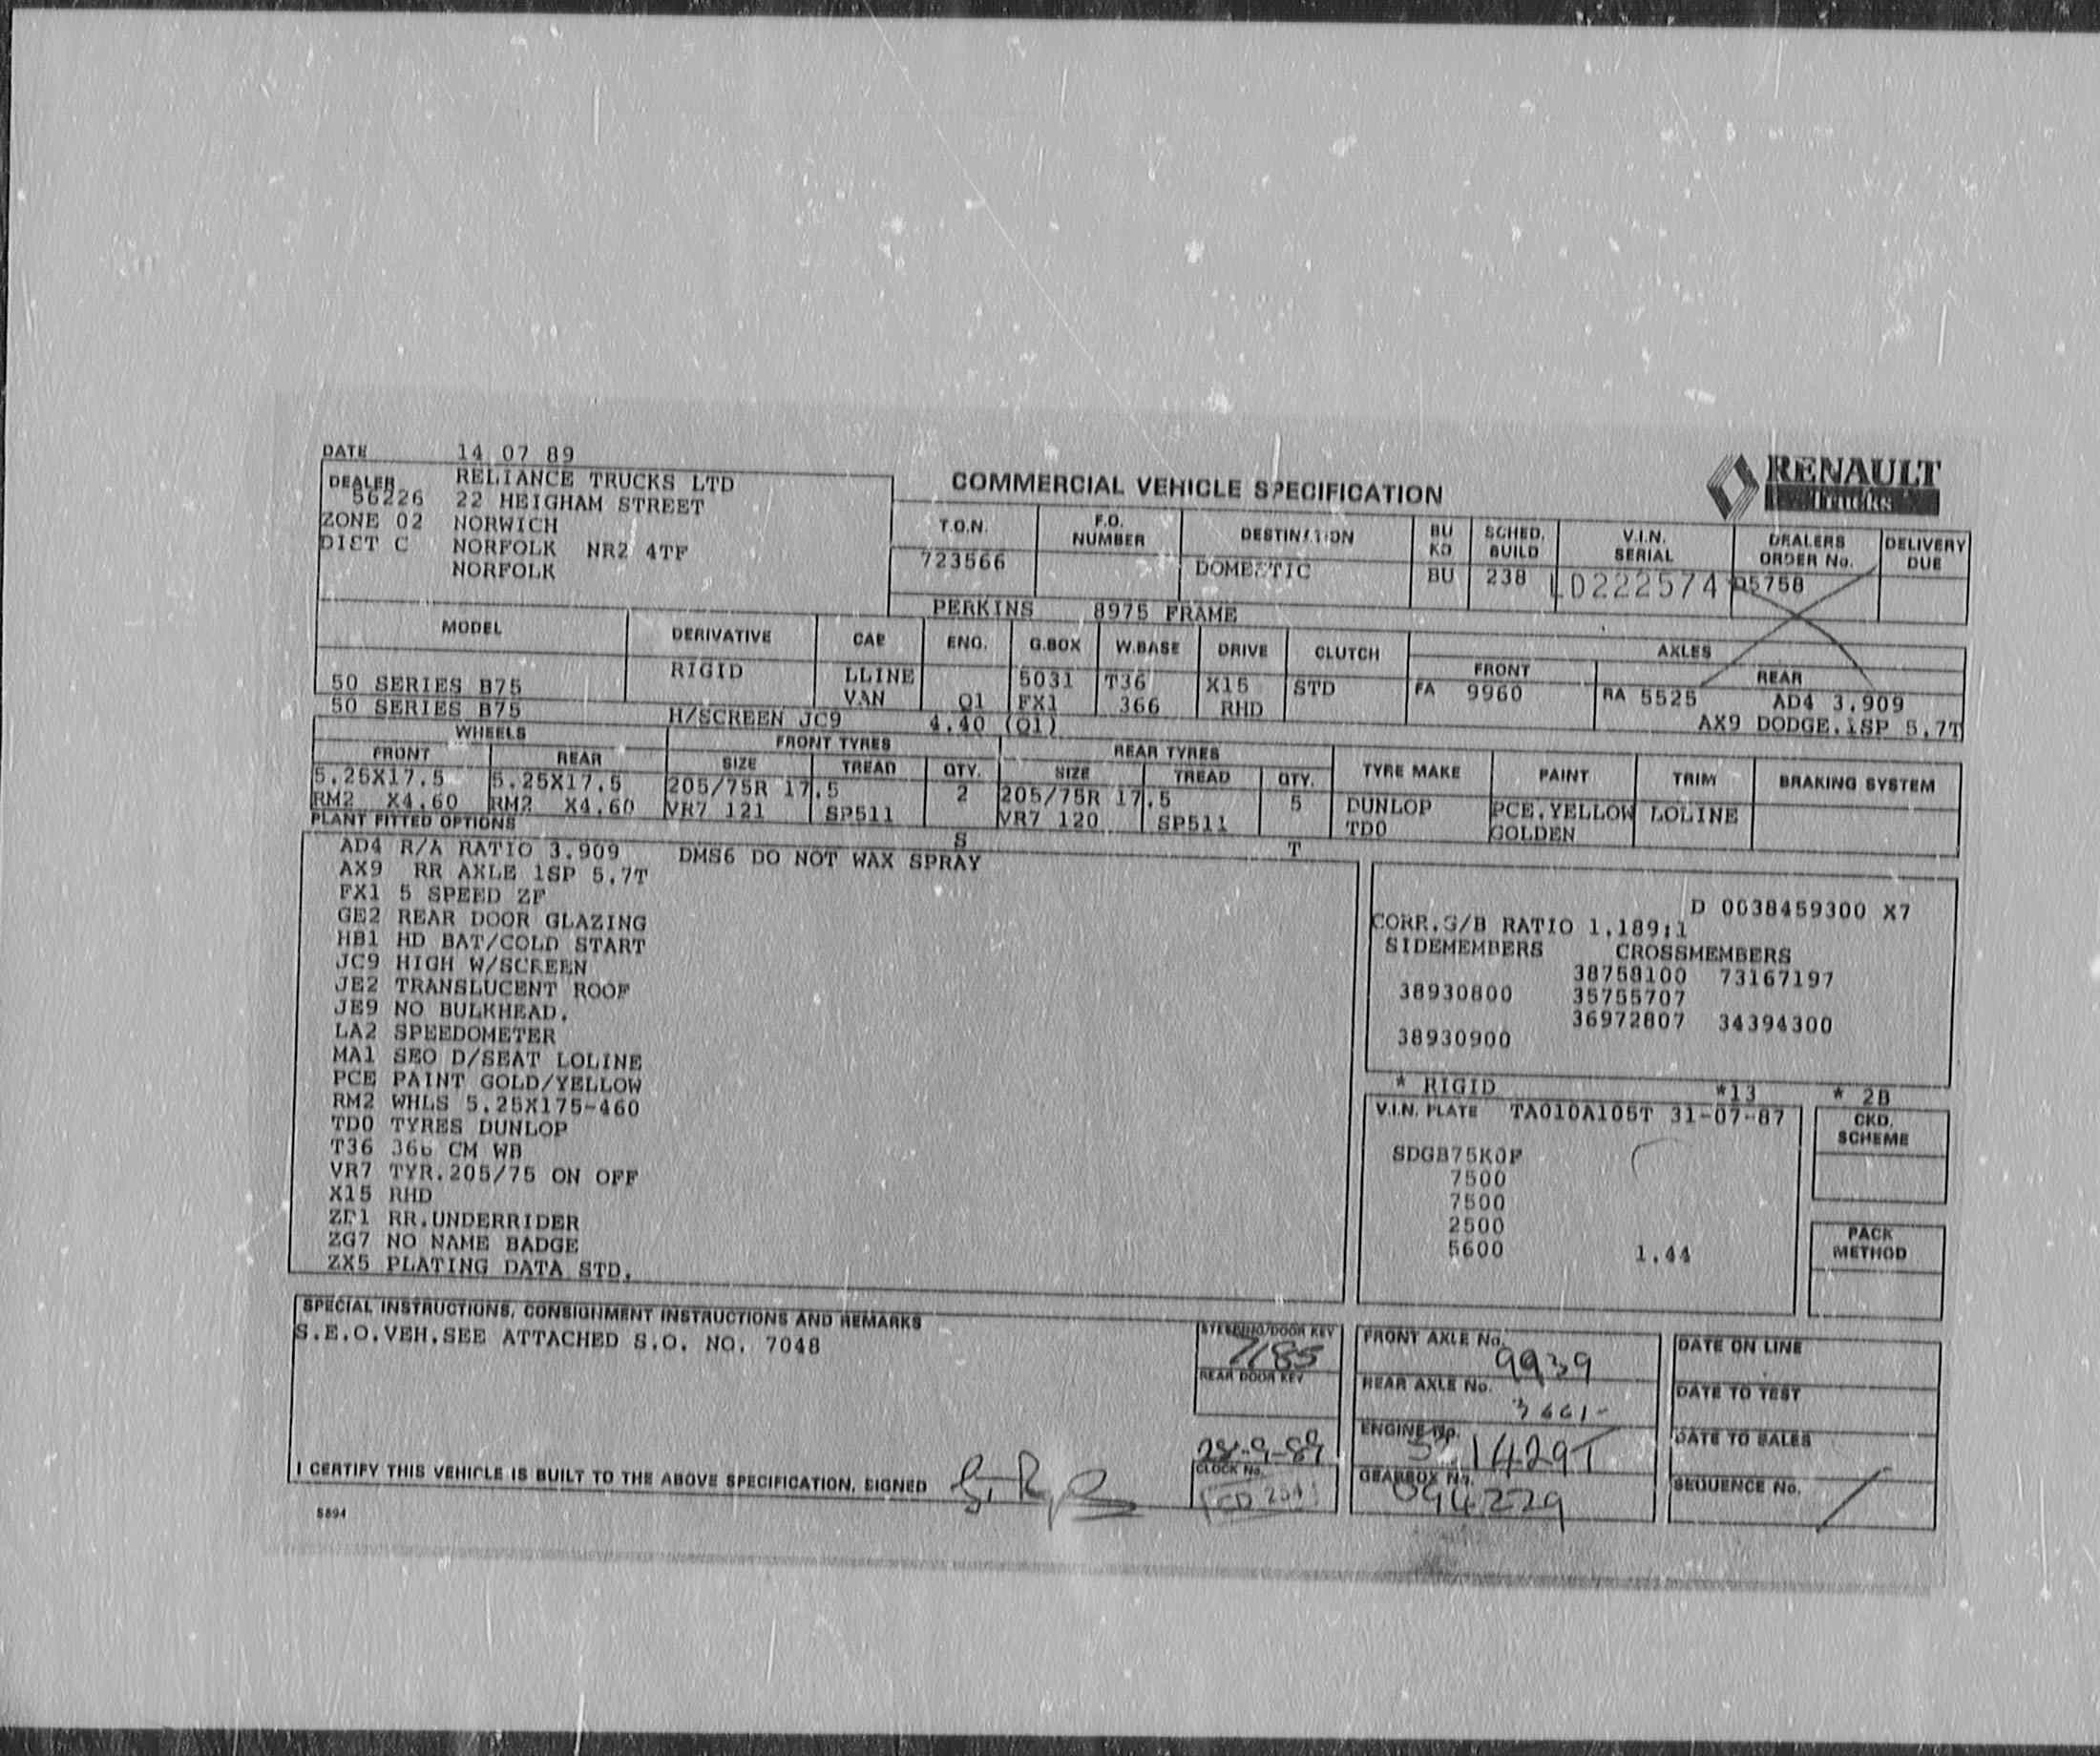 DATE 14 07 89
DEALER RELIANCE TRUCKS LTD
56226 22 HEIGHAM STREET
ZONE 02 NORWICH
DIST C NORFOLK NR2 4TF
NORFOLK
COMMERCIAL VEHICLE SPECIFICATION
RENAULT
Trucks
T.O.N. F.O. NUMBER DESTINATION BU KD SCHED. BUILD V.I.N. SERIAL DEALERS ORDER No. DELIVERY DUE
723566 DOMESTIC BU 238 LD222574 D5758
PERKINS 8975 FRAME
MODEL DERIVATIVE CAB ENG. G.BOX W.BASE DRIVE CLUTCH AXLES
FRONT REAR
RIGID LLINE 5031 T36 X15 STD FA 9960 RA 5525 AD4 3.909
50 SERIES B75 VAN Q1 FX1 366 RHD
50 SERIES B75 H/SCREEN JC9 4.40 (Q1) AX9 DODGE.1SP 5.7T
WHEELS FRONT TYRES REAR TYRES
FRONT REAR SIZE TREAD QTY. SIZE TREAD QTY. TYRE MAKE PAINT TRIM BRAKING SYSTEM
5.25X17.5 5.25X17.5 205/75R 17.5 2 205/75R 17.5 5 DUNLOP PCE.YELLOW LOLINE
RM2 X4.60 RM2 X4.60 VR7 121 SP511 VR7 120 SP511 TD0 GOLDEN
PLANT FITTED OPTIONS S T
AD4 R/A RATIO 3.909 DMS6 DO NOT WAX SPRAY
AX9 RR AXLE 1SP 5.7T
FX1 5 SPEED ZF
GE2 REAR DOOR GLAZING
HB1 HD BAT/COLD START
JC9 HIGH W/SCREEN
JE2 TRANSLUCENT ROOF
JE9 NO BULKHEAD.
LA2 SPEEDOMETER
MA1 SEO D/SEAT LOLINE
PCE PAINT GOLD/YELLOW
RM2 WHLS 5.25X175-460
TD0 TYRES DUNLOP
T36 366 CM WB
VR7 TYR.205/75 ON OFF
X15 RHD
ZD1 RR.UNDERRIDER
ZG7 NO NAME BADGE
ZX5 PLATING DATA STD.
D 0038459300 X7
CORR.G/B RATIO 1.189:1
SIDEMEMBERS CROSSMEMBERS
38758100 73167197
38930800 35755707
36972807 34394300
38930900
* RIGID *13 * 2B
V.I.N. PLATE TA010A105T 31-07-87
CKD. SCHEME
SDGB75K0F
7500
7500
2500
5600 1.44
PACK METHOD
SPECIAL INSTRUCTIONS, CONSIGNMENT INSTRUCTIONS AND REMARKS
S.E.O.VEH.SEE ATTACHED S.O. NO. 7048
STEERING/DOOR KEY
7185
REAR DOOR KEY
28-9-89
CLOCK No.
FRONT AXLE No. 9939
REAR AXLE No. 3661-
ENGINE No. 14291
GEARBOX No. 094229
DATE ON LINE
DATE TO TEST
DATE TO SALES
SEQUENCE No.
I CERTIFY THIS VEHICLE IS BUILT TO THE ABOVE SPECIFICATION, SIGNED
5894